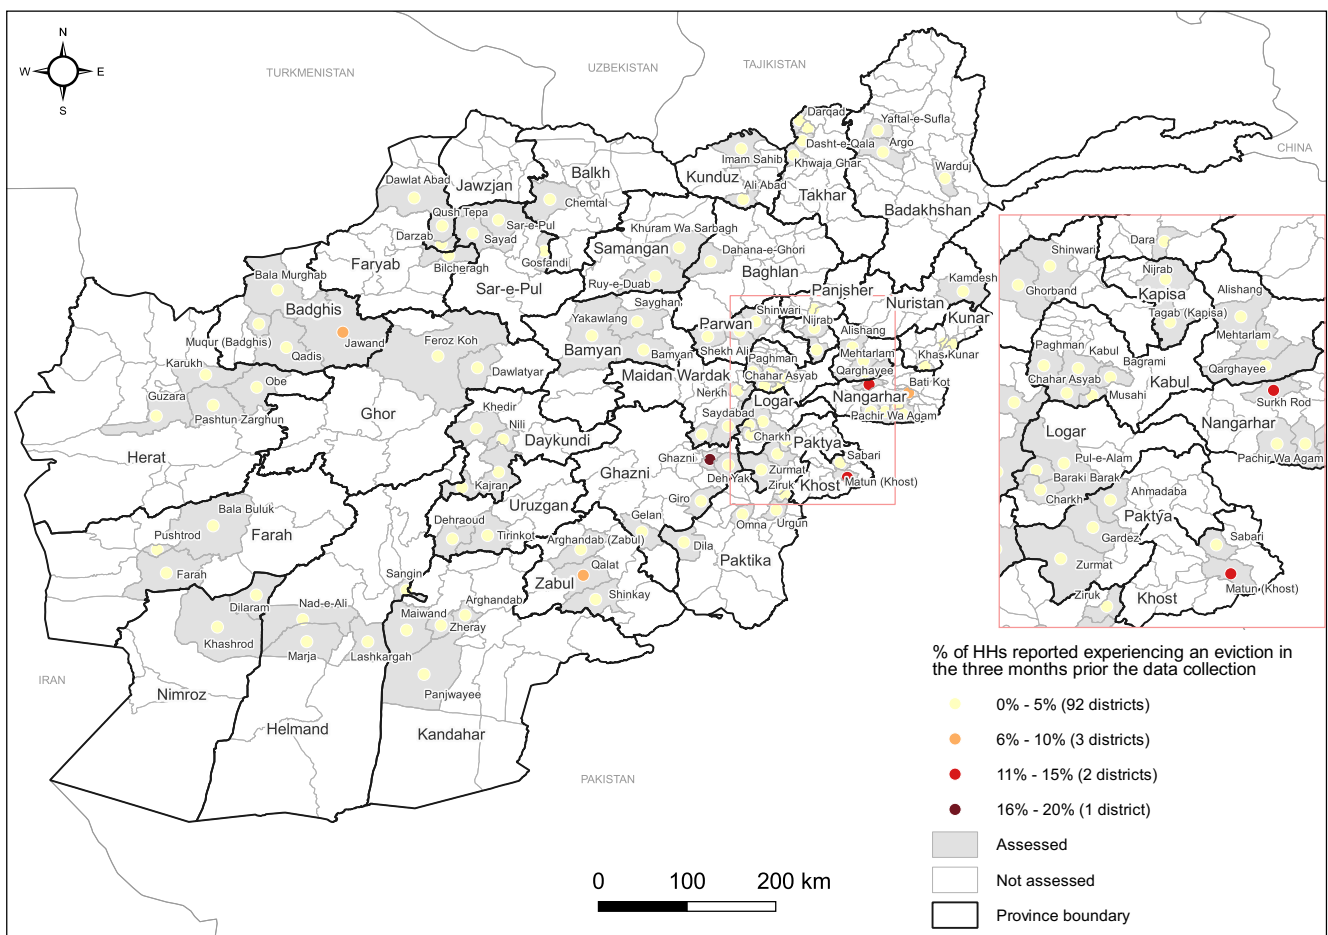 N
W
E
S
TURKMENISTAN
UZBEKISTAN
TAJIKISTAN
CHINA
IRAN
PAKISTAN
Darqad
Yaftal-e-Sufla
Dasht-e-Qala
Argo
Imam Sahib
Khwaja Ghar
Warduj
Kunduz
Ali Abad
Takhar
Badakhshan
Dawlat Abad
Jawzjan
Balkh
Chemtal
Qush Tepa
Sar-e-Pul
Darzab
Sayad
Khuram Wa Sarbagh
Samangan
Dahana-e-Ghori
Gosfandi
Bilcheragh
Faryab
Bala Murghab
Baghlan
Kamdesh
Ruy-e-Duab
Sar-e-Pul
Panjsher
Nuristan
Badghis
Sayghan
Shinwari
Kunar
Yakawlang
Parwan
Nijrab
Alishang
Muqur (Badghis)
Jawand
Feroz Koh
Qadis
Bamyan
Bamyan
Shekh Ali
Paghman
Mehtarlam
Khas Kunar
Karukh
Dawlatyar
Maidan Wardak
Chahar Asyab
Qarghayee
Bati Kot
Obe
Nerkh
Nangarhar
Guzara
Pashtun Zarghun
Ghor
Khedir
Logar
Saydabad
Pachir Wa Agam
Nili
Daykundi
Charkh
Paktya
Herat
Ghazni
Sabari
Ghazni
Deh Yak
Zurmat
Kajran
Ziruk
Khost
Matun (Khost)
Giro
Uruzgan
Bala Buluk
Gelan
Omna
Urgun
Dehraoud
Pushtrod
Farah
Tirinkot
Arghandab (Zabul)
Dila
Paktika
Qalat
Farah
Sangin
Zabul
Shinkay
Dilaram
Nad-e-Ali
Arghandab
Maiwand
Zheray
Khashrod
Marja
Lashkargah
Panjwayee
Nimroz
Helmand
Kandahar
Dara
Shinwari
Nijrab
Ghorband
Kapisa
Alishang
Tagab (Kapisa)
Mehtarlam
Paghman
Kabul
Bagrami
Qarghayee
Chahar Asyab
Kabul
Musahi
Surkh Rod
Nangarhar
Logar
Pachir Wa Agam
Pul-e-Alam
Baraki Barak
Charkh
Ahmadaba
Paktya
Gardez
Sabari
Zurmat
Matun (Khost)
Ziruk
Khost
% of HHs reported experiencing an eviction in
the three months prior the data collection
0% - 5% (92 districts)
6% - 10% (3 districts)
11% - 15% (2 districts)
16% - 20% (1 district)
Assessed
Not assessed
Province boundary
0 100 200 km